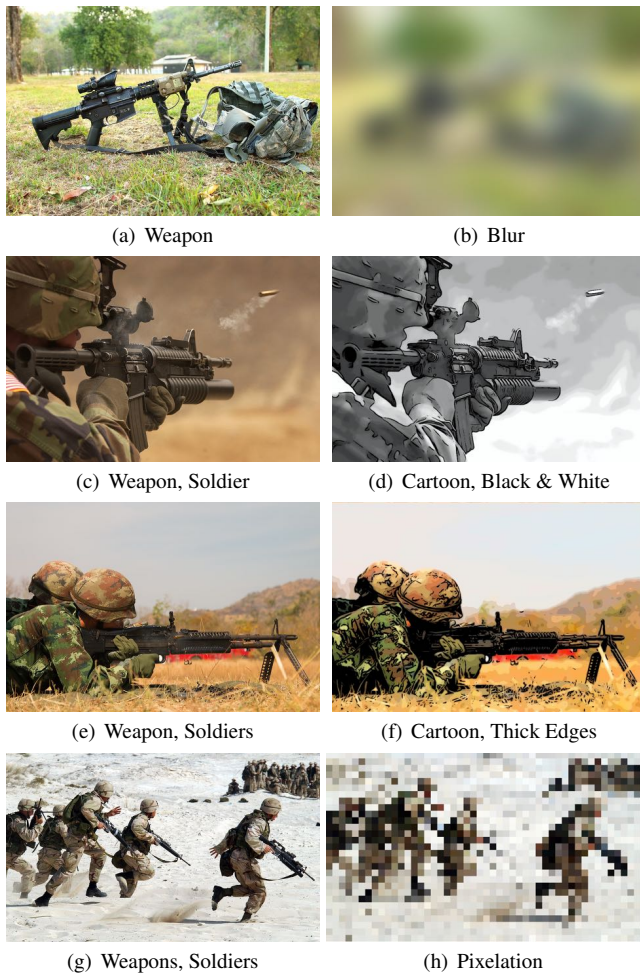 (a) Weapon
(b) Blur
(c) Weapon, Soldier
(d) Cartoon, Black & White
(e) Weapon, Soldiers
(f) Cartoon, Thick Edges
(g) Weapons, Soldiers
(h) Pixelation